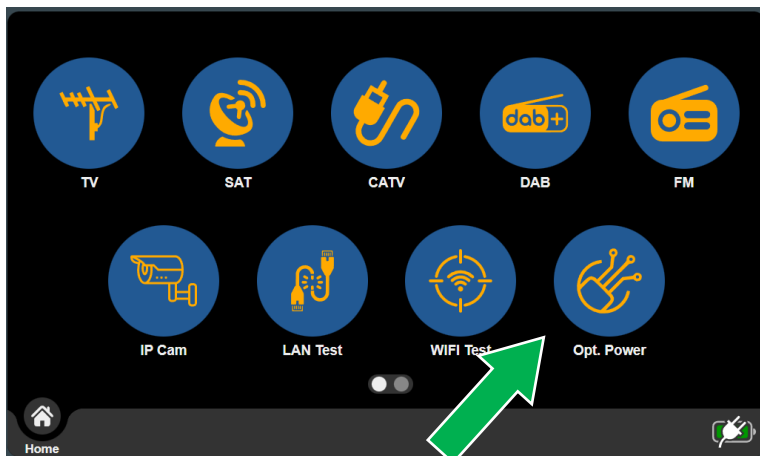 dab+
TV
SAT
CATV
DAB
FM
IP Cam
LAN Test
WIFI Test
Opt. Power
Home